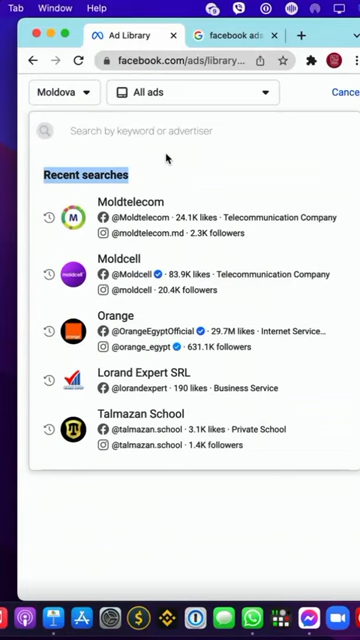 Tab Window Help
Ad Library
facebook ads
facebook.com/ads/library...
Moldova
All ads
Cance
Search by keyword or advertiser
Recent searches
Moldtelecom
@Moldtelecom · 24.1K likes · Telecommunication Company
@moldtelecom.md · 2.3K followers
Moldcell
@Moldcell · 83.9K likes · Telecommunication Company
@moldcell · 20.4K followers
Orange
@OrangeEgyptOfficial · 29.7M likes · Internet Service...
@orange_egypt · 631.1K followers
Lorand Expert SRL
@lorandexpert · 190 likes · Business Service
Talmazan School
@talmazan.school · 3.1K likes · Private School
@talmazan.school · 1.4K followers